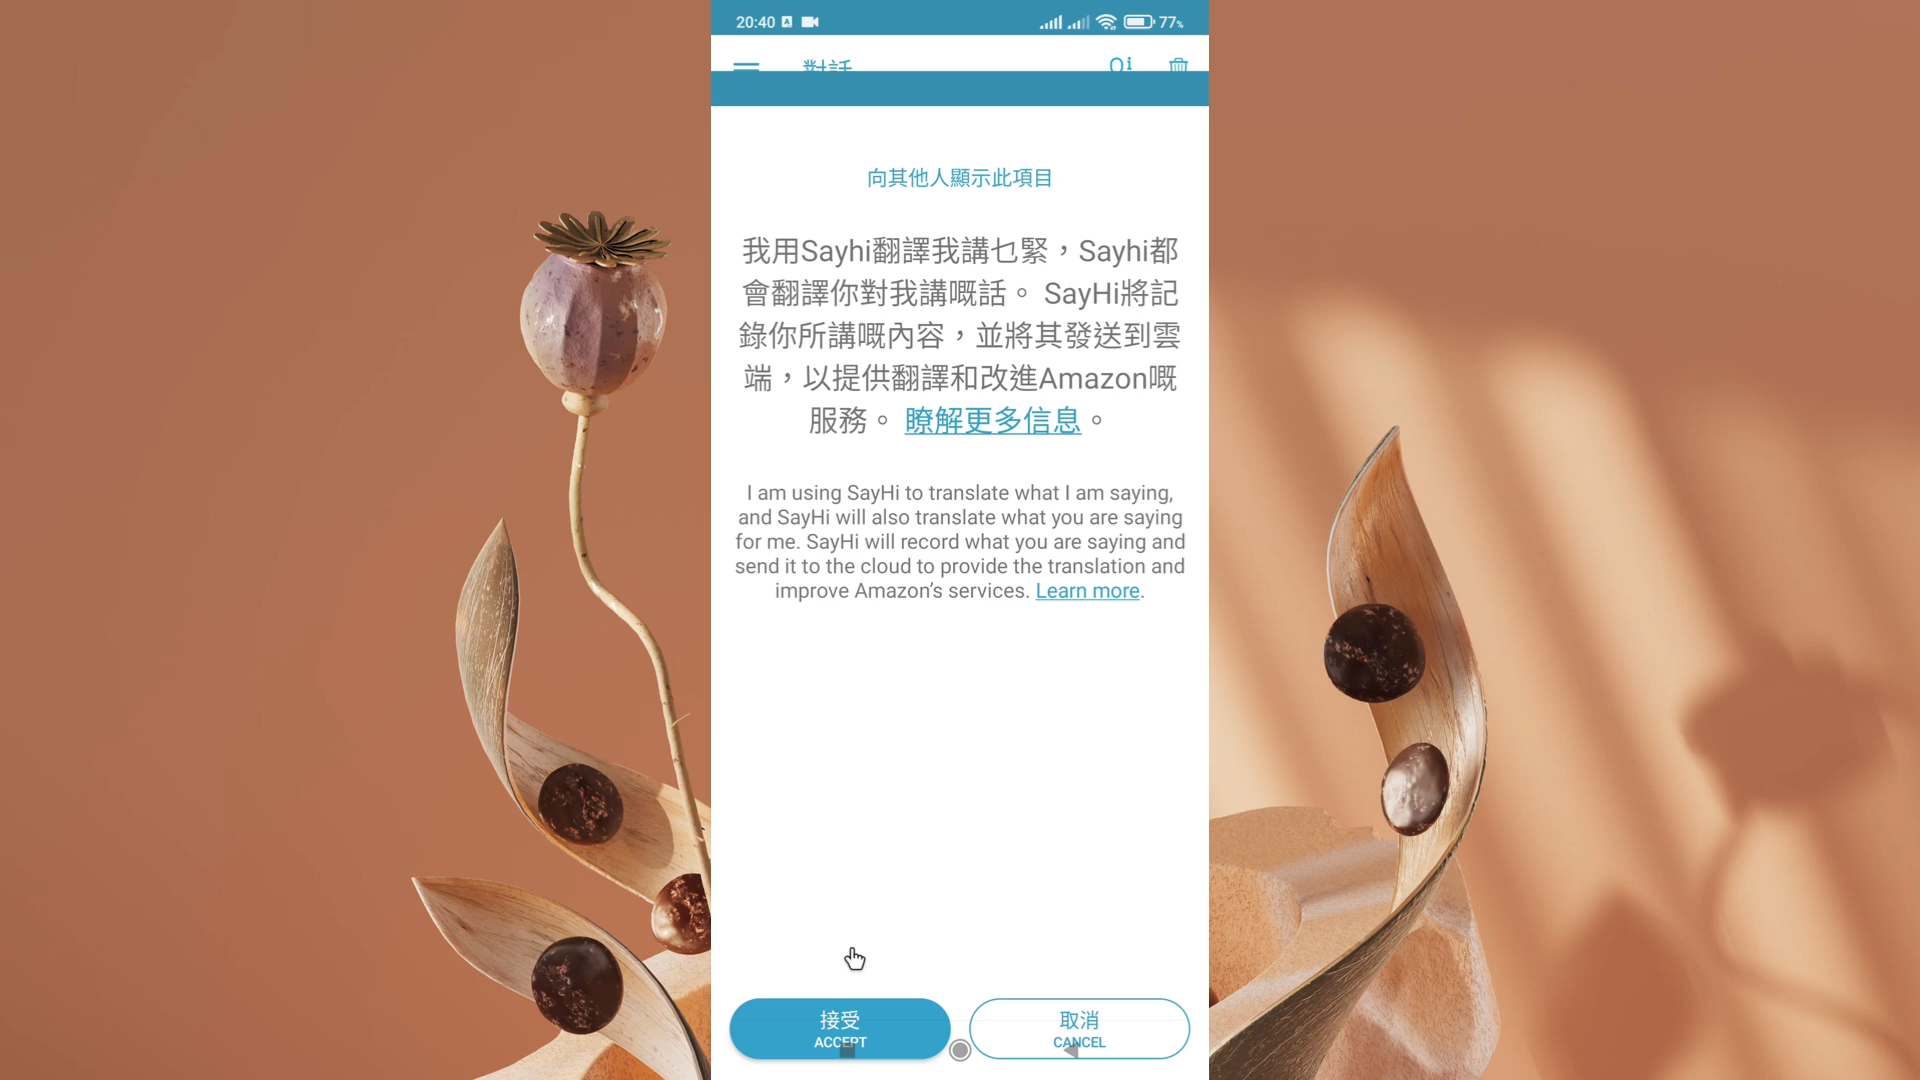 20:40
77%
對話
向其他人顯示此項目
我用Sayhi翻譯我講乜緊，Sayhi都
會翻譯你對我講嘅話。 SayHi將記
錄你所講嘅內容，並將其發送到雲
端，以提供翻譯和改進Amazon嘅
服務。 瞭解更多信息。
I am using SayHi to translate what I am saying,
and SayHi will also translate what you are saying
for me. SayHi will record what you are saying and
send it to the cloud to provide the translation and
improve Amazon’s services. Learn more.
接受
ACCEPT
取消
CANCEL